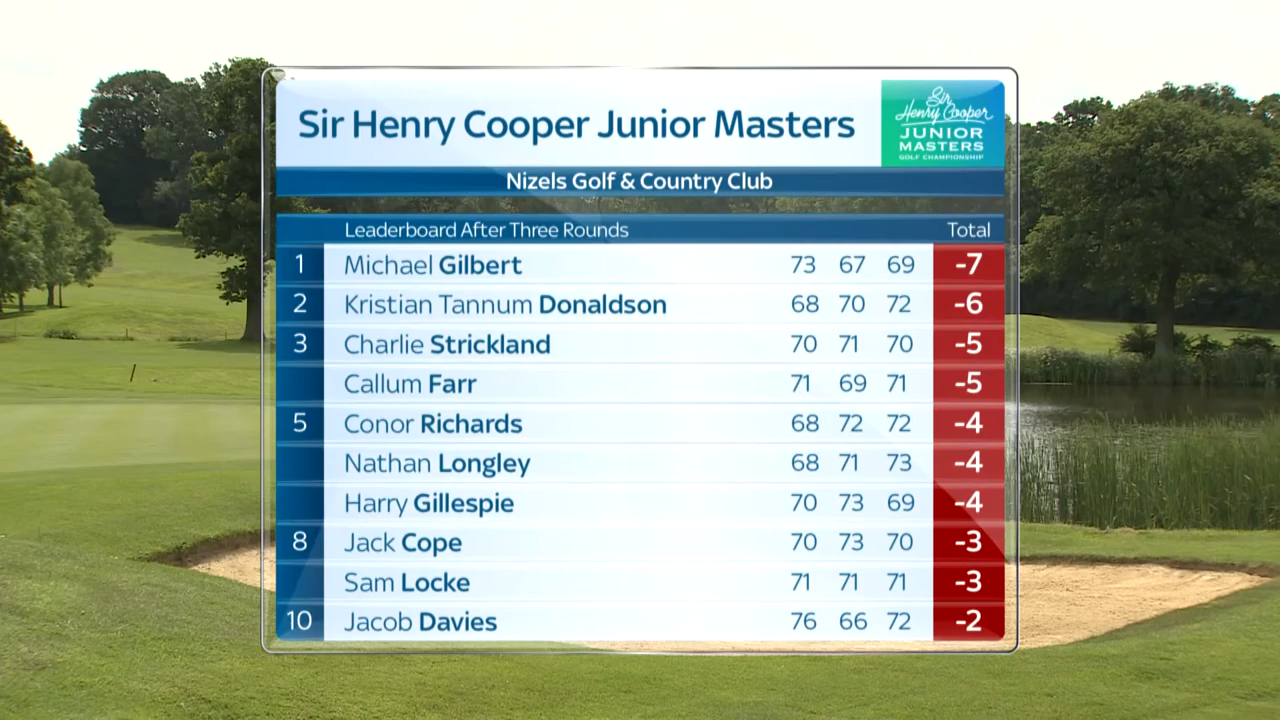 Sir Henry Cooper Junior Masters
Sir
Henry Cooper
JUNIOR
MASTERS
GOLF CHAMPIONSHIP
Nizels Golf & Country Club
Leaderboard After Three Rounds Total
1 Michael Gilbert 73 67 69 -7
2 Kristian Tannum Donaldson 68 70 72 -6
3 Charlie Strickland 70 71 70 -5
Callum Farr 71 69 71 -5
5 Conor Richards 68 72 72 -4
Nathan Longley 68 71 73 -4
Harry Gillespie 70 73 69 -4
8 Jack Cope 70 73 70 -3
Sam Locke 71 71 71 -3
10 Jacob Davies 76 66 72 -2